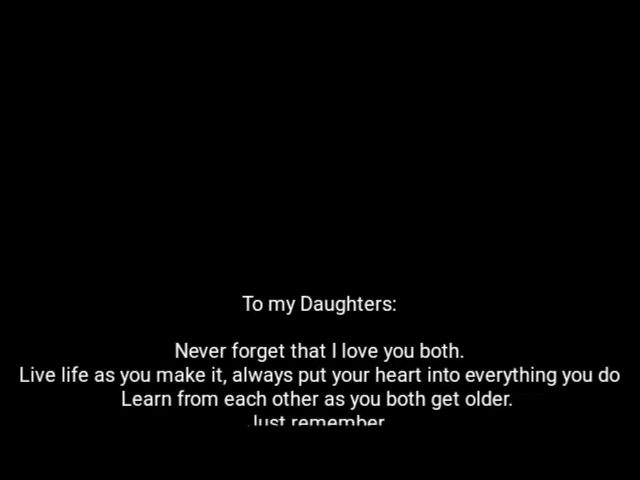 To my Daughters:
Never forget that I love you both.
Live life as you make it, always put your heart into everything you do
Learn from each other as you both get older.
Just remember